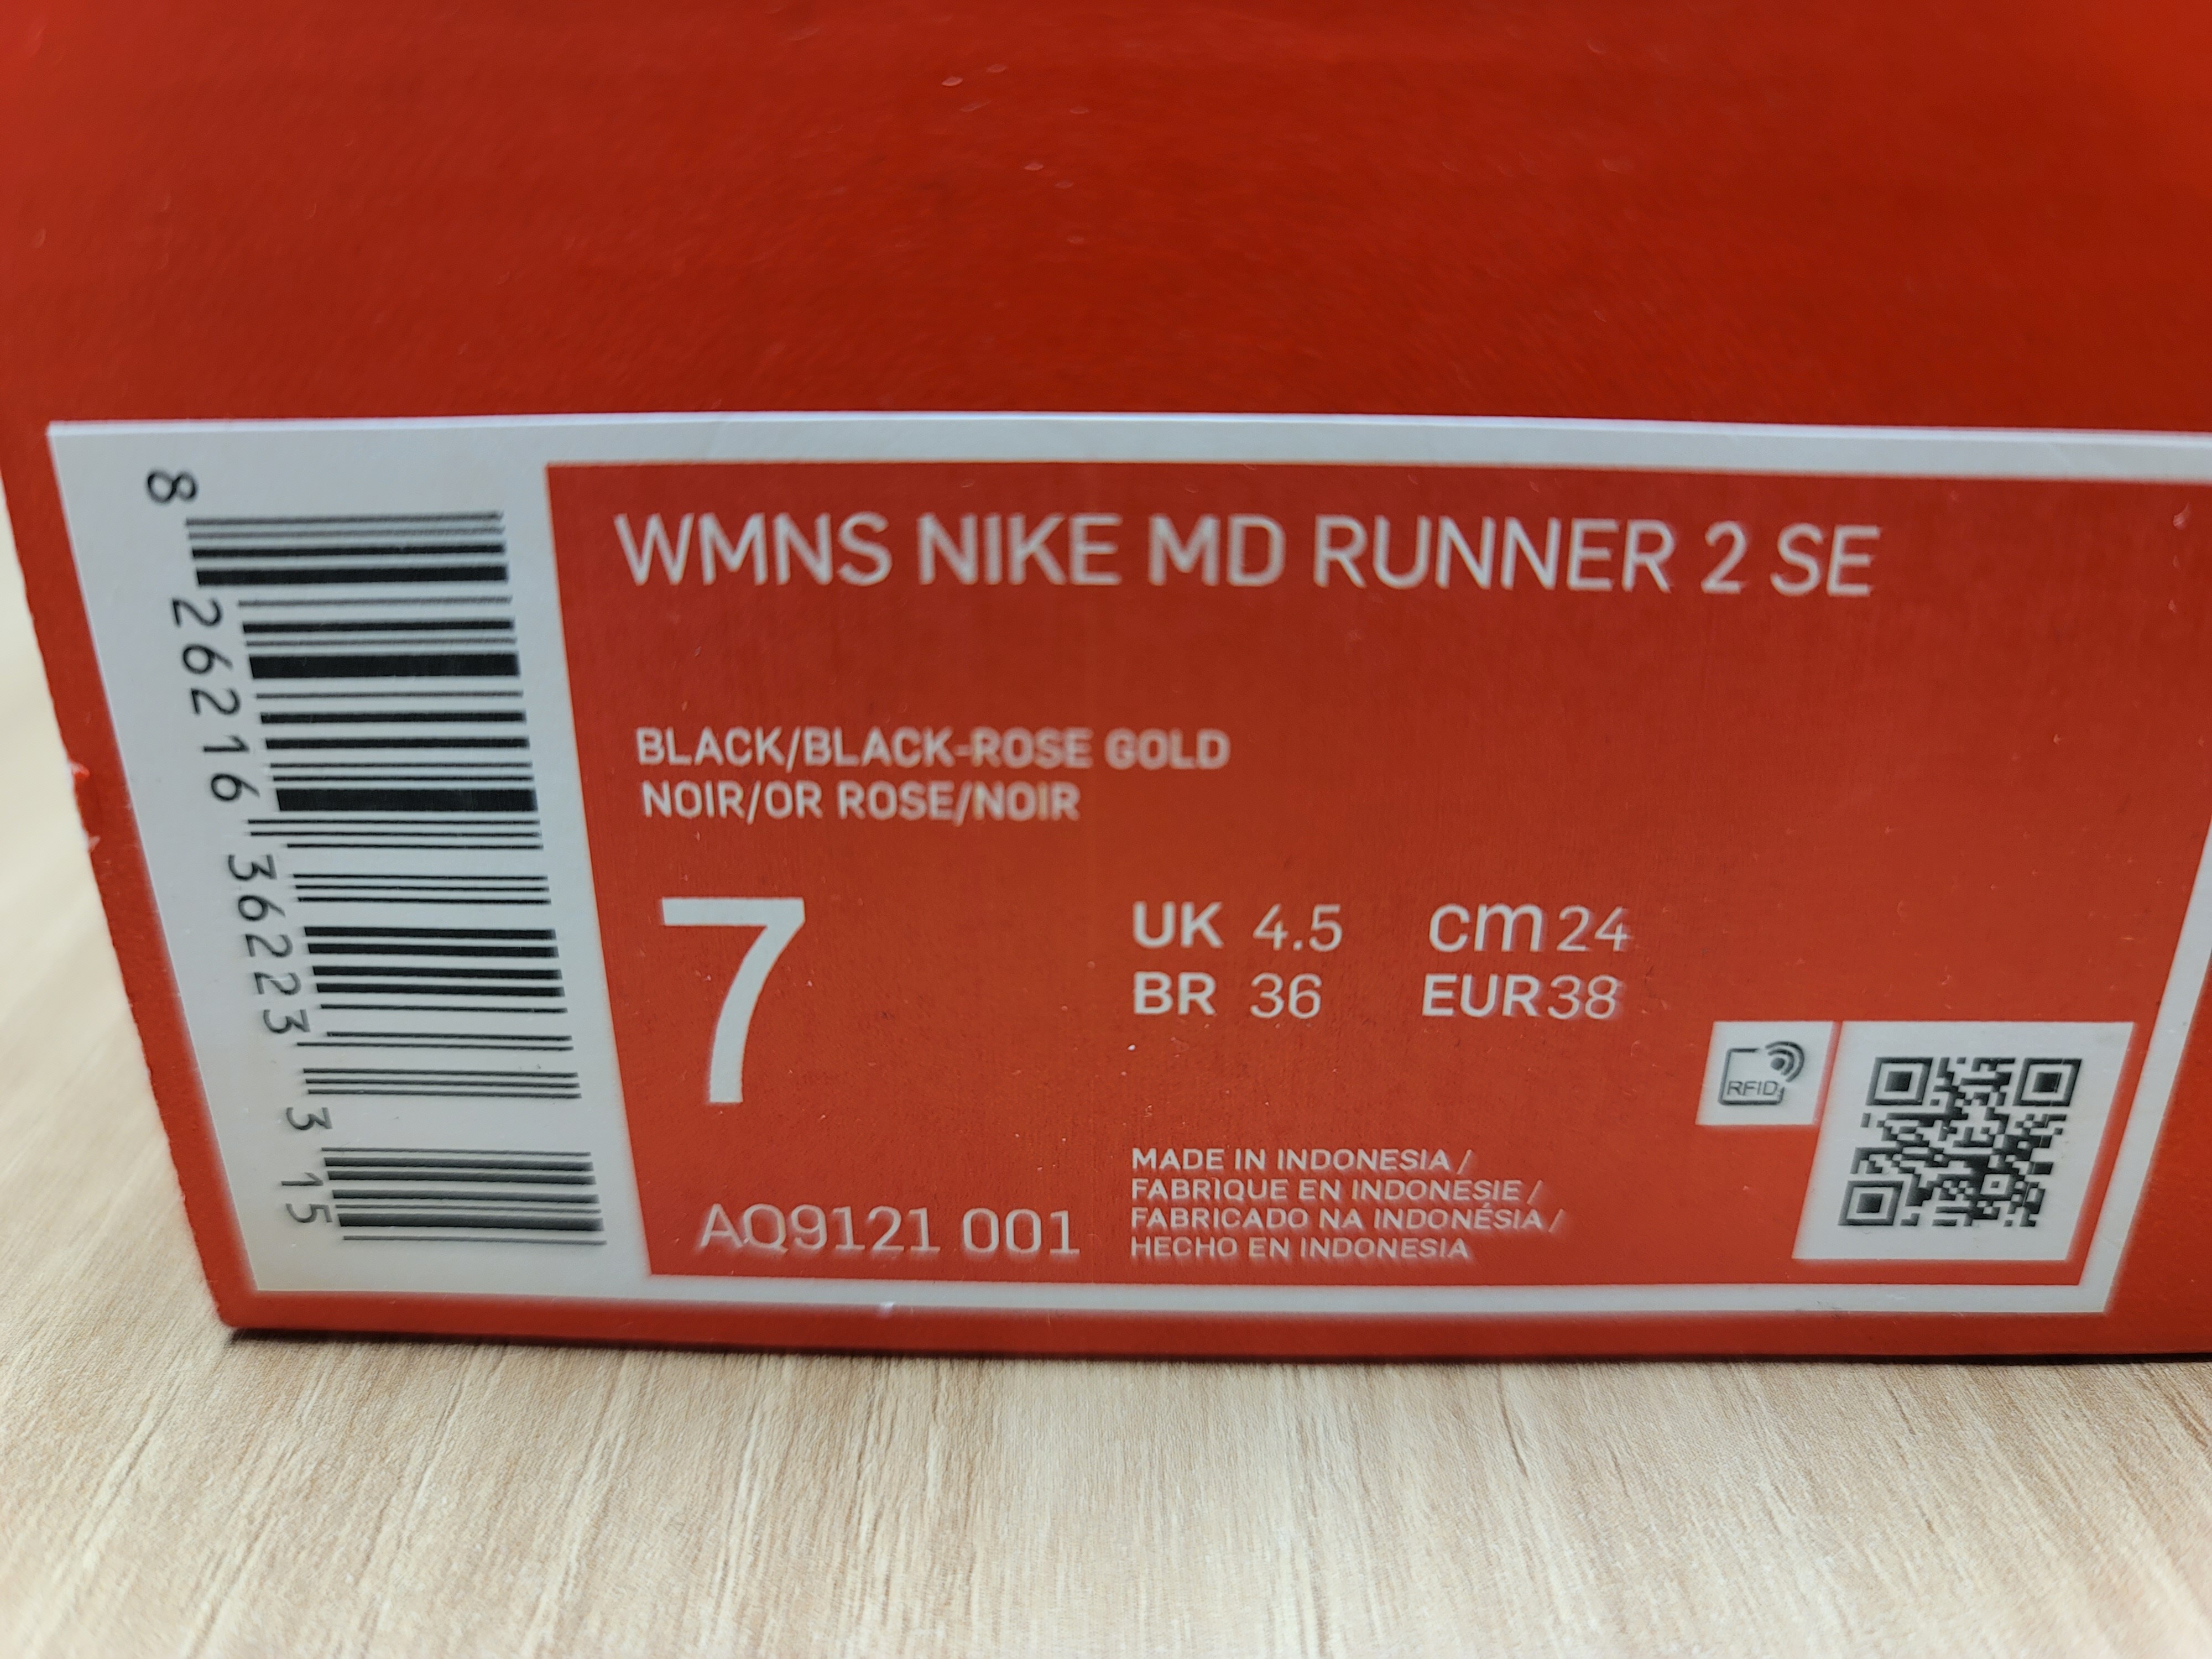 8 26216 36223 3 15
WMNS NIKE MD RUNNER 2 SE
BLACK/BLACK-ROSE GOLD
NOIR/OR ROSE/NOIR
7
UK 4.5 cm 24
BR 36 EUR 38
RFID
AQ9121 001
MADE IN INDONESIA /
FABRIQUE EN INDONESIE /
FABRICADO NA INDONÉSIA /
HECHO EN INDONESIA